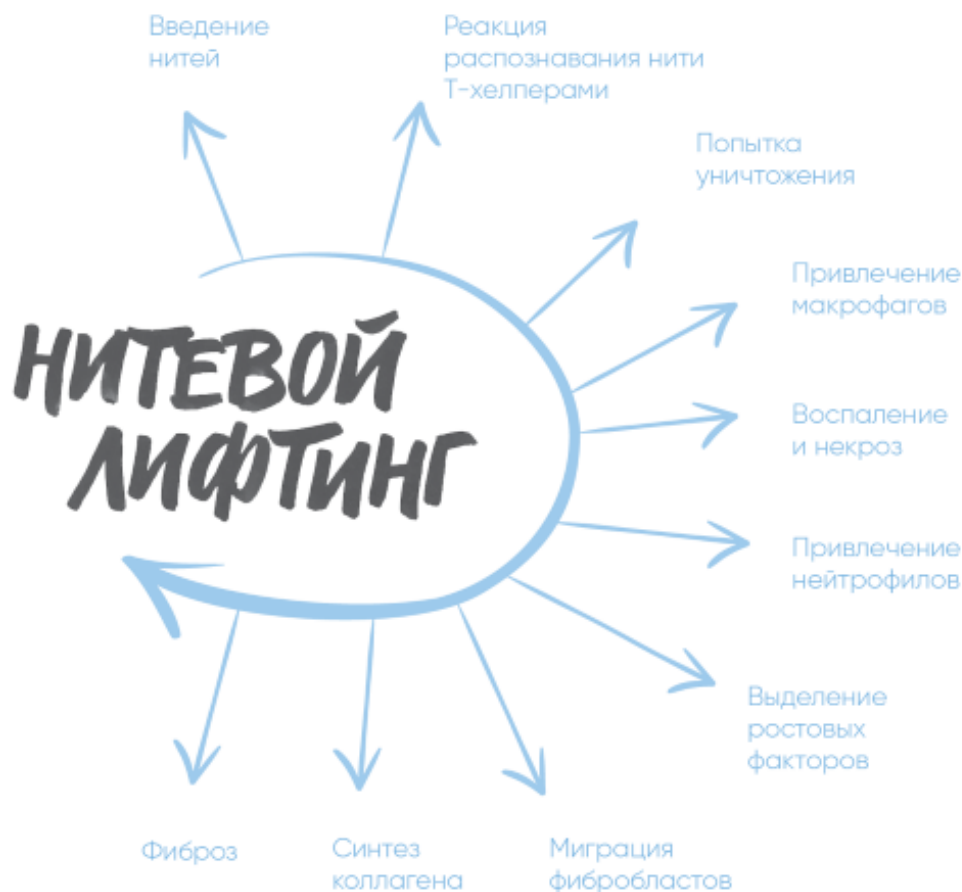 Введение
нитей
Реакция
распознавания нити
Т-хелперами
Попытка
уничтожения
Привлечение
макрофагов
Воспаление
и некроз
Привлечение
нейтрофилов
Выделение
ростовых
факторов
Миграция
фибробластов
Синтез
коллагена
Фиброз
НИТЕВОЙ
ЛИФТИНГ